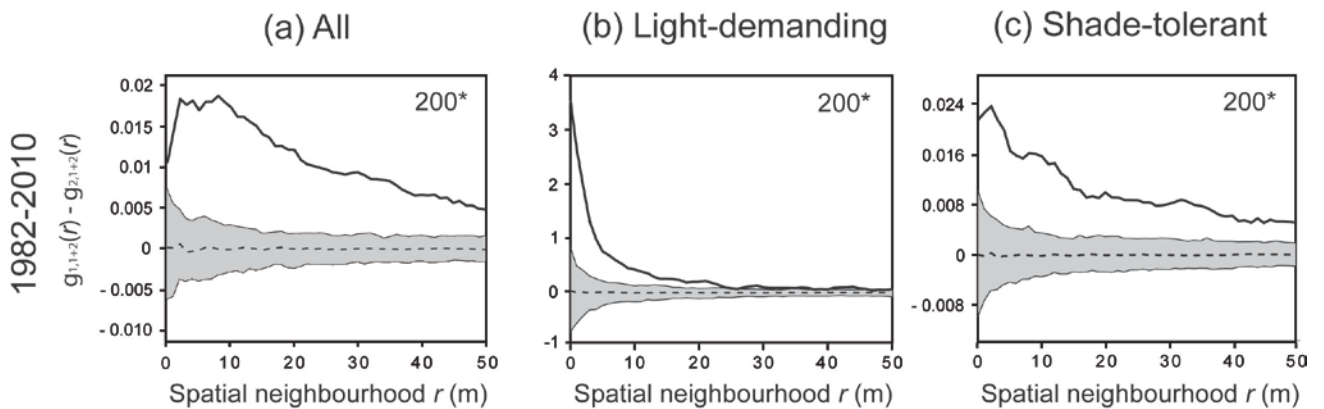 (a) All
(b) Light-demanding
(c) Shade-tolerant
1982-2010
g1,1+2(r) - g2,1+2(r)
0.02
0.015
0.01
0.005
0
- 0.005
- 0.010
200*
0 10 20 30 40 50
Spatial neighbourhood r (m)
4
3
2
1
0
-1
200*
0 10 20 30 40 50
Spatial neighbourhood r (m)
0.024
0.016
0.008
0
- 0.008
200*
0 10 20 30 40 50
Spatial neighbourhood r (m)